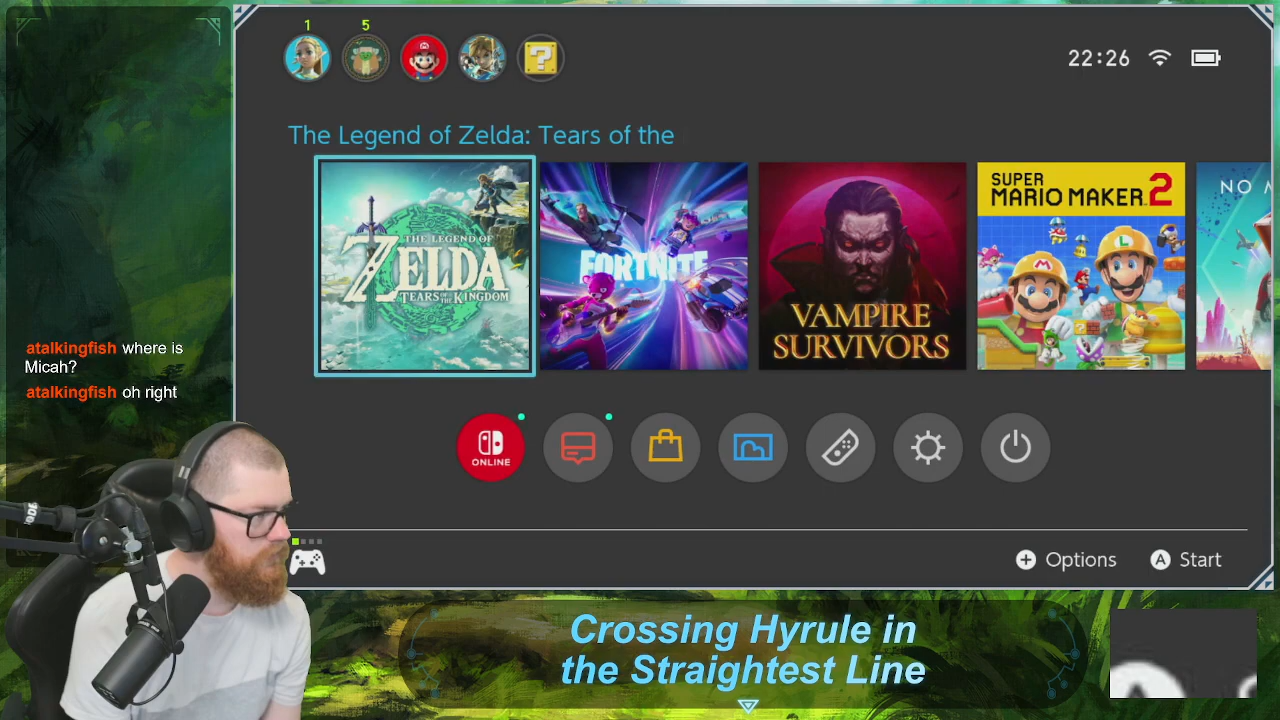 1
5
22:26
The Legend of Zelda: Tears of the
THE LEGEND OF
ZELDA
TEARS OF THE KINGDOM
FORTNITE
VAMPIRE
SURVIVORS
SUPER
MARIO MAKER 2
NO
atalkingfish where is
Micah?
atalkingfish oh right
ONLINE
+ Options
A Start
Crossing Hyrule in
the Straightest Line